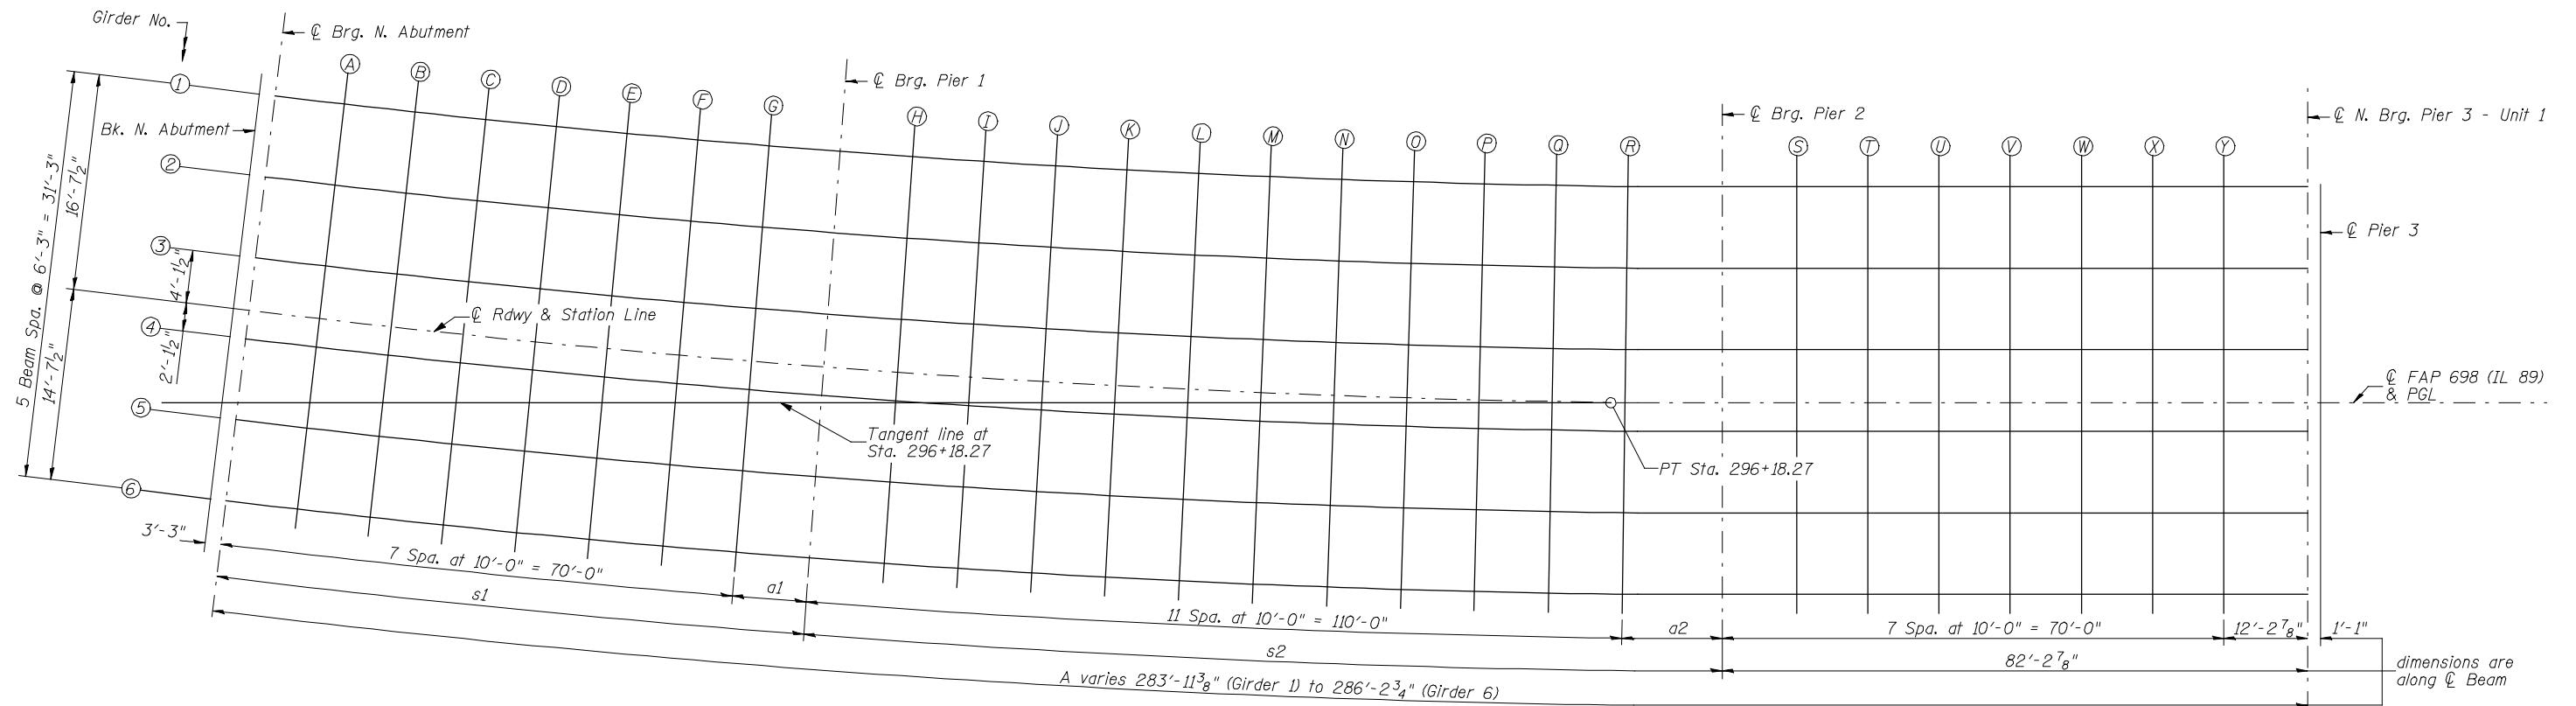 Girder No.
℄ Brg. N. Abutment
℄ Brg. Pier 1
℄ Brg. Pier 2
℄ N. Brg. Pier 3 - Unit 1
A
B
C
D
E
F
G
H
I
J
K
L
M
N
O
P
Q
R
S
T
U
V
W
X
Y
1
Bk. N. Abutment
2
3
4
5
6
5 Beam Spa. @ 6'-3" = 31'-3"
16'-7½"
14'-7½"
4'-1½"
2'-1½"
℄ Rdwy & Station Line
℄ Pier 3
℄ FAP 698 (IL 89)
& PGL
Tangent line at
Sta. 296+18.27
PT Sta. 296+18.27
3'-3"
7 Spa. at 10'-0" = 70'-0"
a1
11 Spa. at 10'-0" = 110'-0"
a2
7 Spa. at 10'-0" = 70'-0"
12'-2⅞"
1'-1"
s1
s2
82'-2⅞"
A varies 283'-11⅜" (Girder 1) to 286'-2¾" (Girder 6)
dimensions are
along ℄ Beam